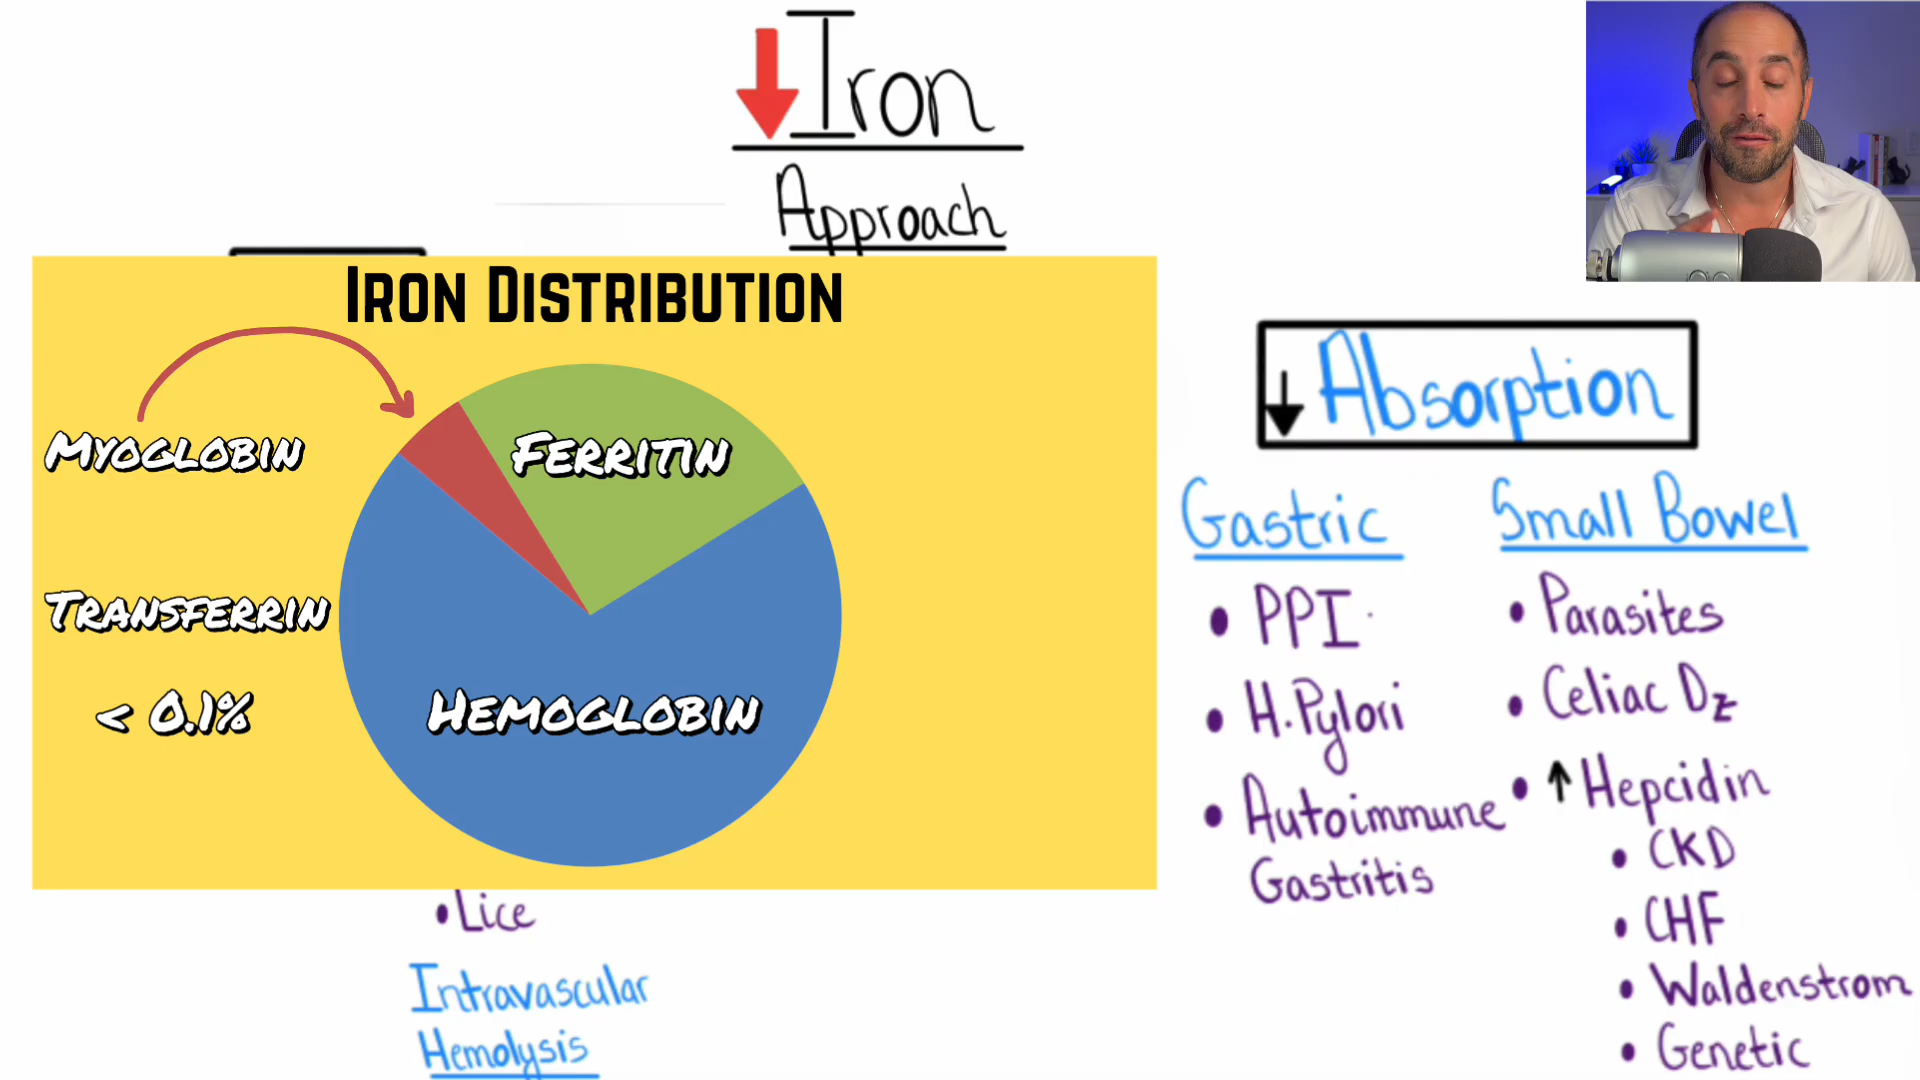 ↓ Iron
Approach
Iron Distribution
Myoglobin
Ferritin
Transferrin
< 0.1%
Hemoglobin
• Lice
Intravascular
Hemolysis
↓ Absorption
Gastric
• PPI
• H. Pylori
• Autoimmune
Gastritis
Small Bowel
• Parasites
• Celiac Dz
• ↑ Hepcidin
• CKD
• CHF
• Waldenstrom
• Genetic